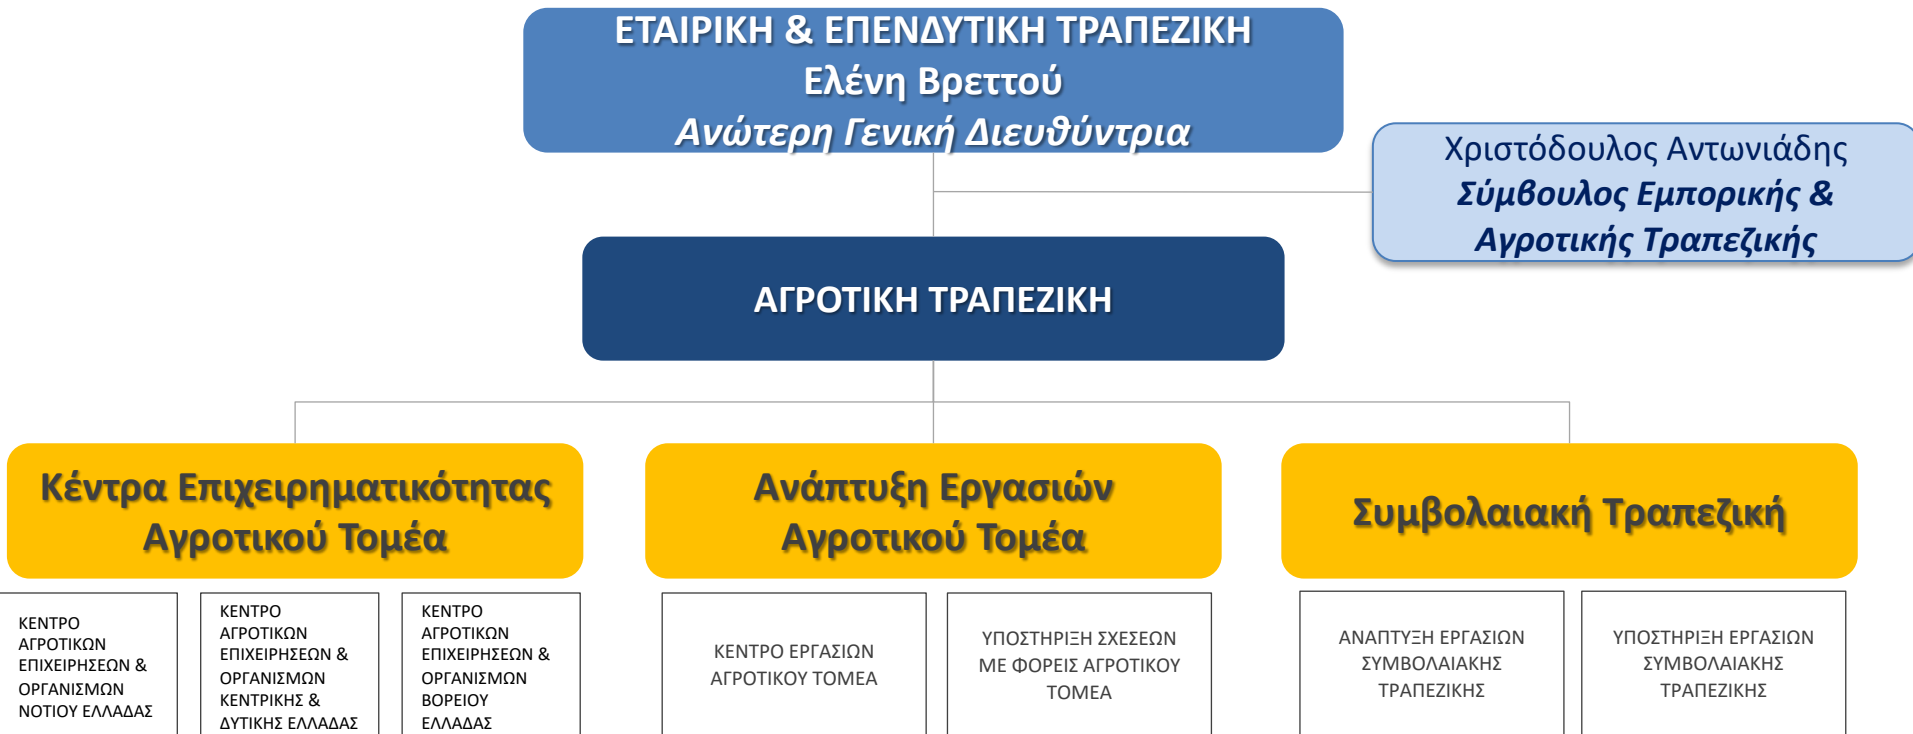 ΕΤΑΙΡΙΚΗ & ΕΠΕΝΔΥΤΙΚΗ ΤΡΑΠΕΖΙΚΗ
Ελένη Βρεττού
Ανώτερη Γενική Διευθύντρια
Χριστόδουλος Αντωνιάδης
Σύμβουλος Εμπορικής &
Αγροτικής Τραπεζικής
ΑΓΡΟΤΙΚΗ ΤΡΑΠΕΖΙΚΗ
Κέντρα Επιχειρηματικότητας
Αγροτικού Τομέα
Ανάπτυξη Εργασιών
Αγροτικού Τομέα
Συμβολαιακή Τραπεζική
ΚΕΝΤΡΟ
ΑΓΡΟΤΙΚΩΝ
ΕΠΙΧΕΙΡΗΣΕΩΝ &
ΟΡΓΑΝΙΣΜΩΝ
ΝΟΤΙΟΥ ΕΛΛΑΔΑΣ
ΚΕΝΤΡΟ
ΑΓΡΟΤΙΚΩΝ
ΕΠΙΧΕΙΡΗΣΕΩΝ &
ΟΡΓΑΝΙΣΜΩΝ
ΚΕΝΤΡΙΚΗΣ &
ΔΥΤΙΚΗΣ ΕΛΛΑΔΑΣ
ΚΕΝΤΡΟ
ΑΓΡΟΤΙΚΩΝ
ΕΠΙΧΕΙΡΗΣΕΩΝ &
ΟΡΓΑΝΙΣΜΩΝ
ΒΟΡΕΙΟΥ
ΕΛΛΑΔΑΣ
ΚΕΝΤΡΟ ΕΡΓΑΣΙΩΝ
ΑΓΡΟΤΙΚΟΥ ΤΟΜΕΑ
ΥΠΟΣΤΗΡΙΞΗ ΣΧΕΣΕΩΝ
ΜΕ ΦΟΡΕΙΣ ΑΓΡΟΤΙΚΟΥ
ΤΟΜΕΑ
ΑΝΑΠΤΥΞΗ ΕΡΓΑΣΙΩΝ
ΣΥΜΒΟΛΑΙΑΚΗΣ
ΤΡΑΠΕΖΙΚΗΣ
ΥΠΟΣΤΗΡΙΞΗ ΕΡΓΑΣΙΩΝ
ΣΥΜΒΟΛΑΙΑΚΗΣ
ΤΡΑΠΕΖΙΚΗΣ